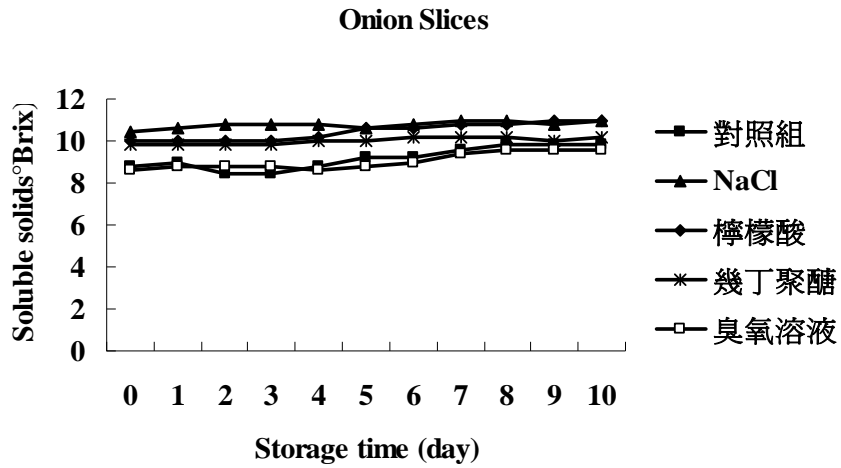 Onion Slices
Soluble solids°Brix)
12
10
8
6
4
2
0
0 1 2 3 4 5 6 7 8 9 10
Storage time (day)
對照組
NaCl
檸檬酸
幾丁聚醣
臭氧溶液